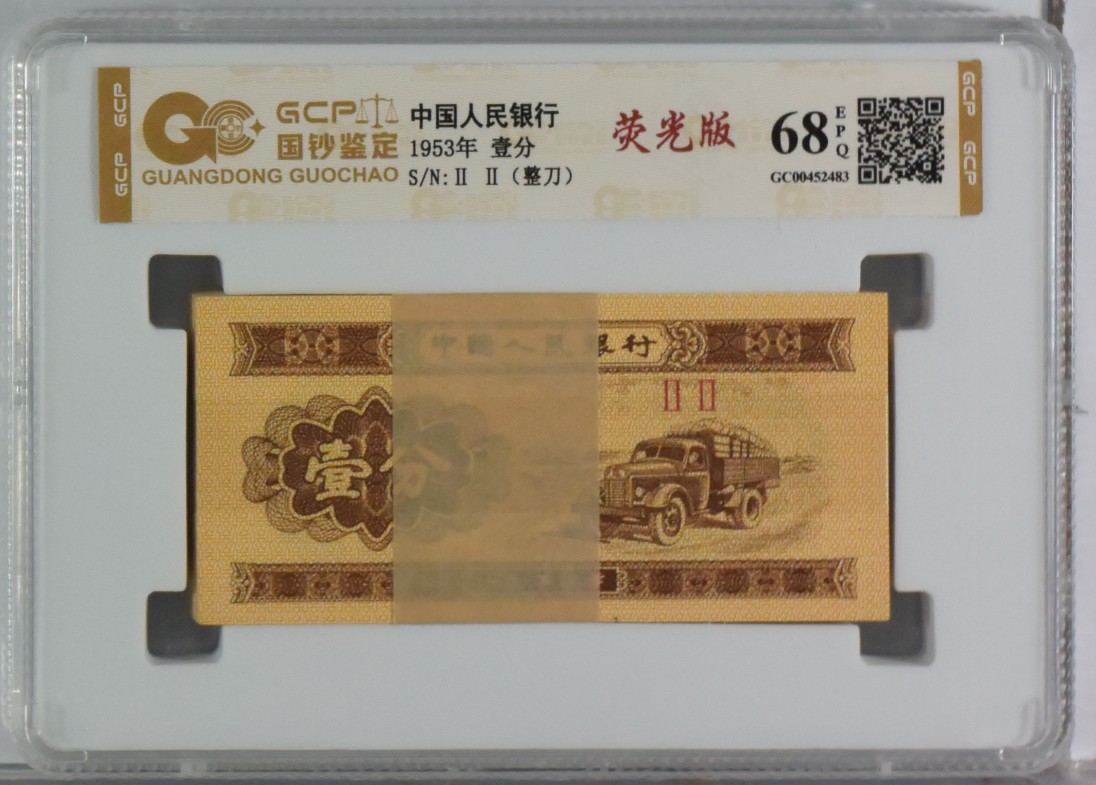 GCP
GCP
GCP
国钞鉴定
GUANGDONG GUOCHAO
中国人民银行
1953年 壹分
S/N:Ⅱ Ⅱ（整刀）
荧光版
68
EPQ
GC00452483
GCP
GCP
中國人民银行
Ⅱ Ⅱ
壹分